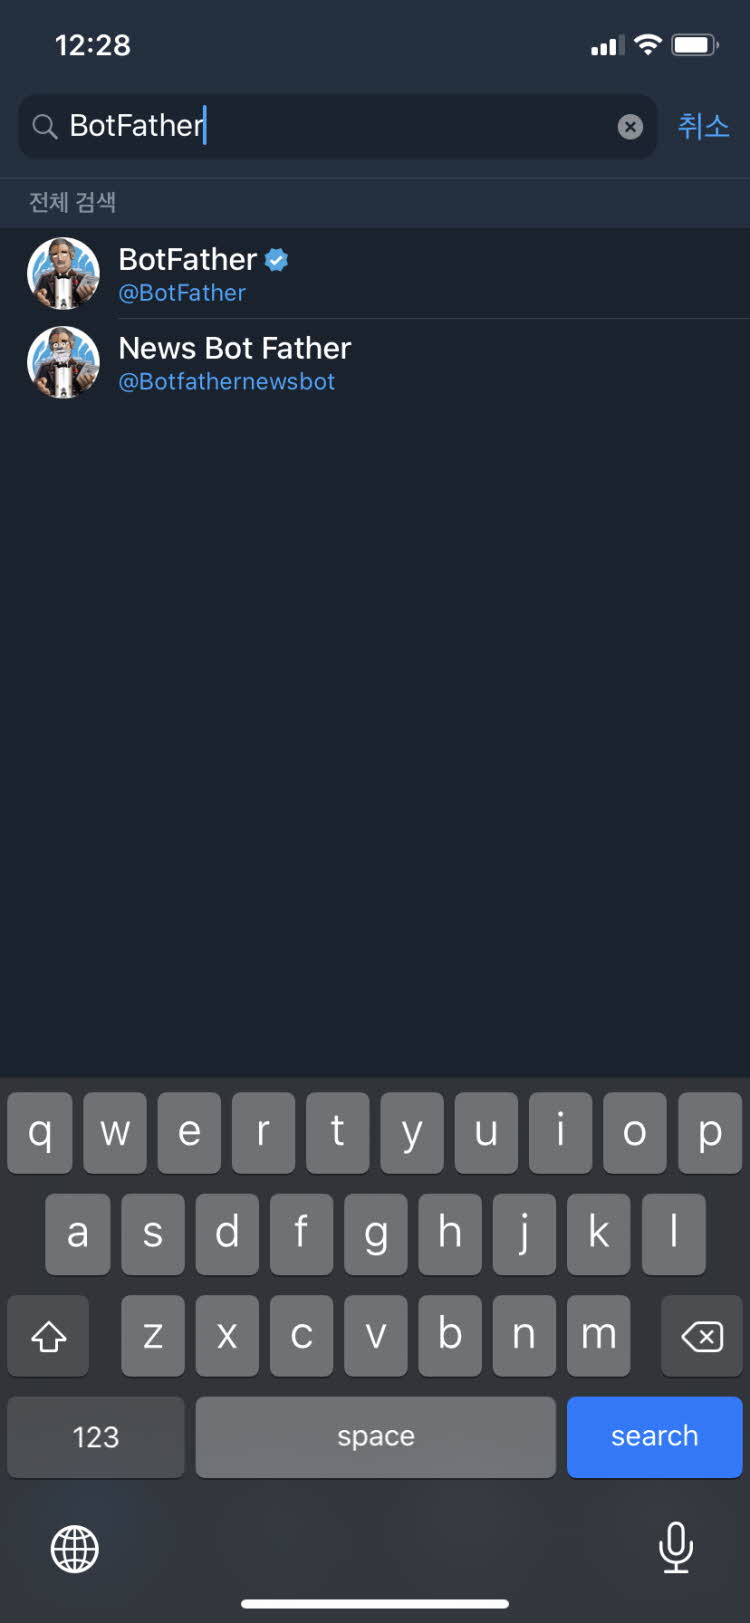 12:28
BotFather
취소
전체 검색
BotFather
@BotFather
News Bot Father
@Botfathernewsbot
q w e r t y u i o p
a s d f g h j k l
z x c v b n m
123 space search